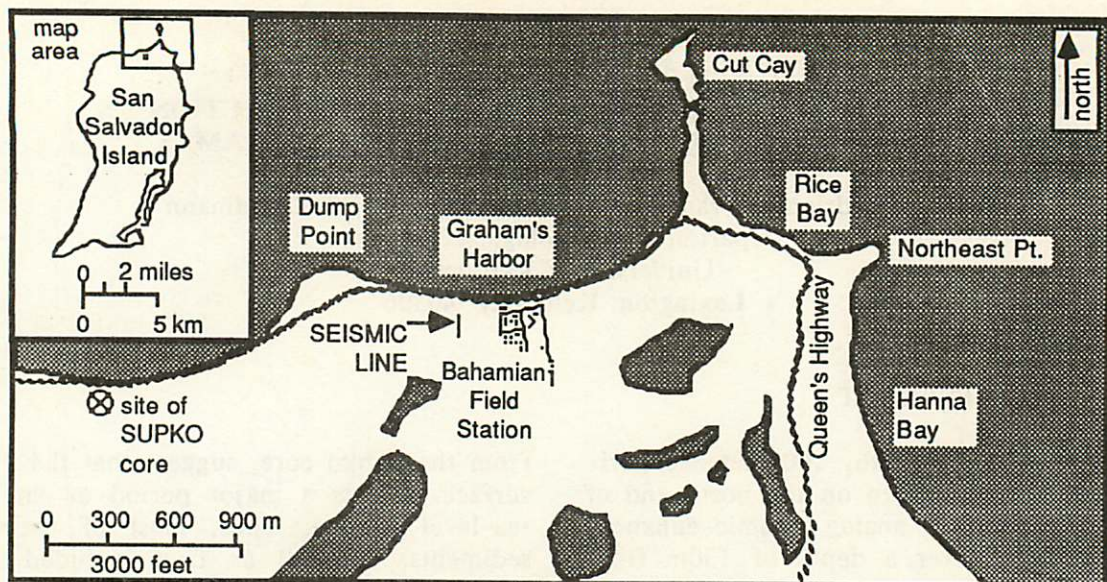 map
area
San
Salvador
Island
0 2 miles
0 5 km
Cut Cay
north
Rice
Bay
Northeast Pt.
Dump
Point
Graham's
Harbor
SEISMIC
LINE
Bahamian
Field
Station
Queen's Highway
Hanna
Bay
site of
SUPKO
core
0 300 600 900 m
3000 feet